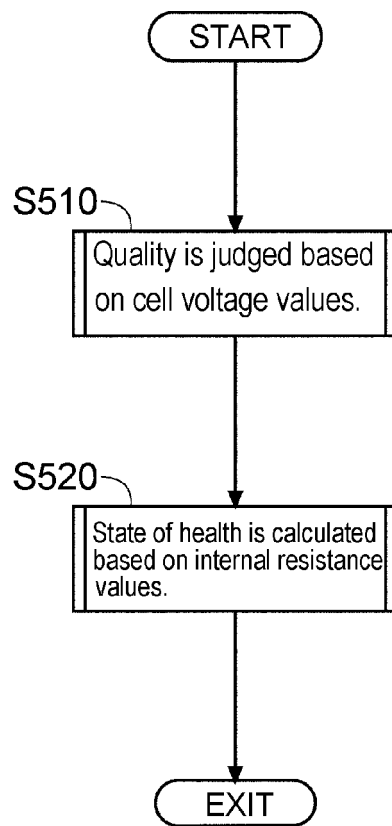 START
S510
Quality is judged based
on cell voltage values.
S520
State of health is calculated
based on internal resistance
values.
EXIT